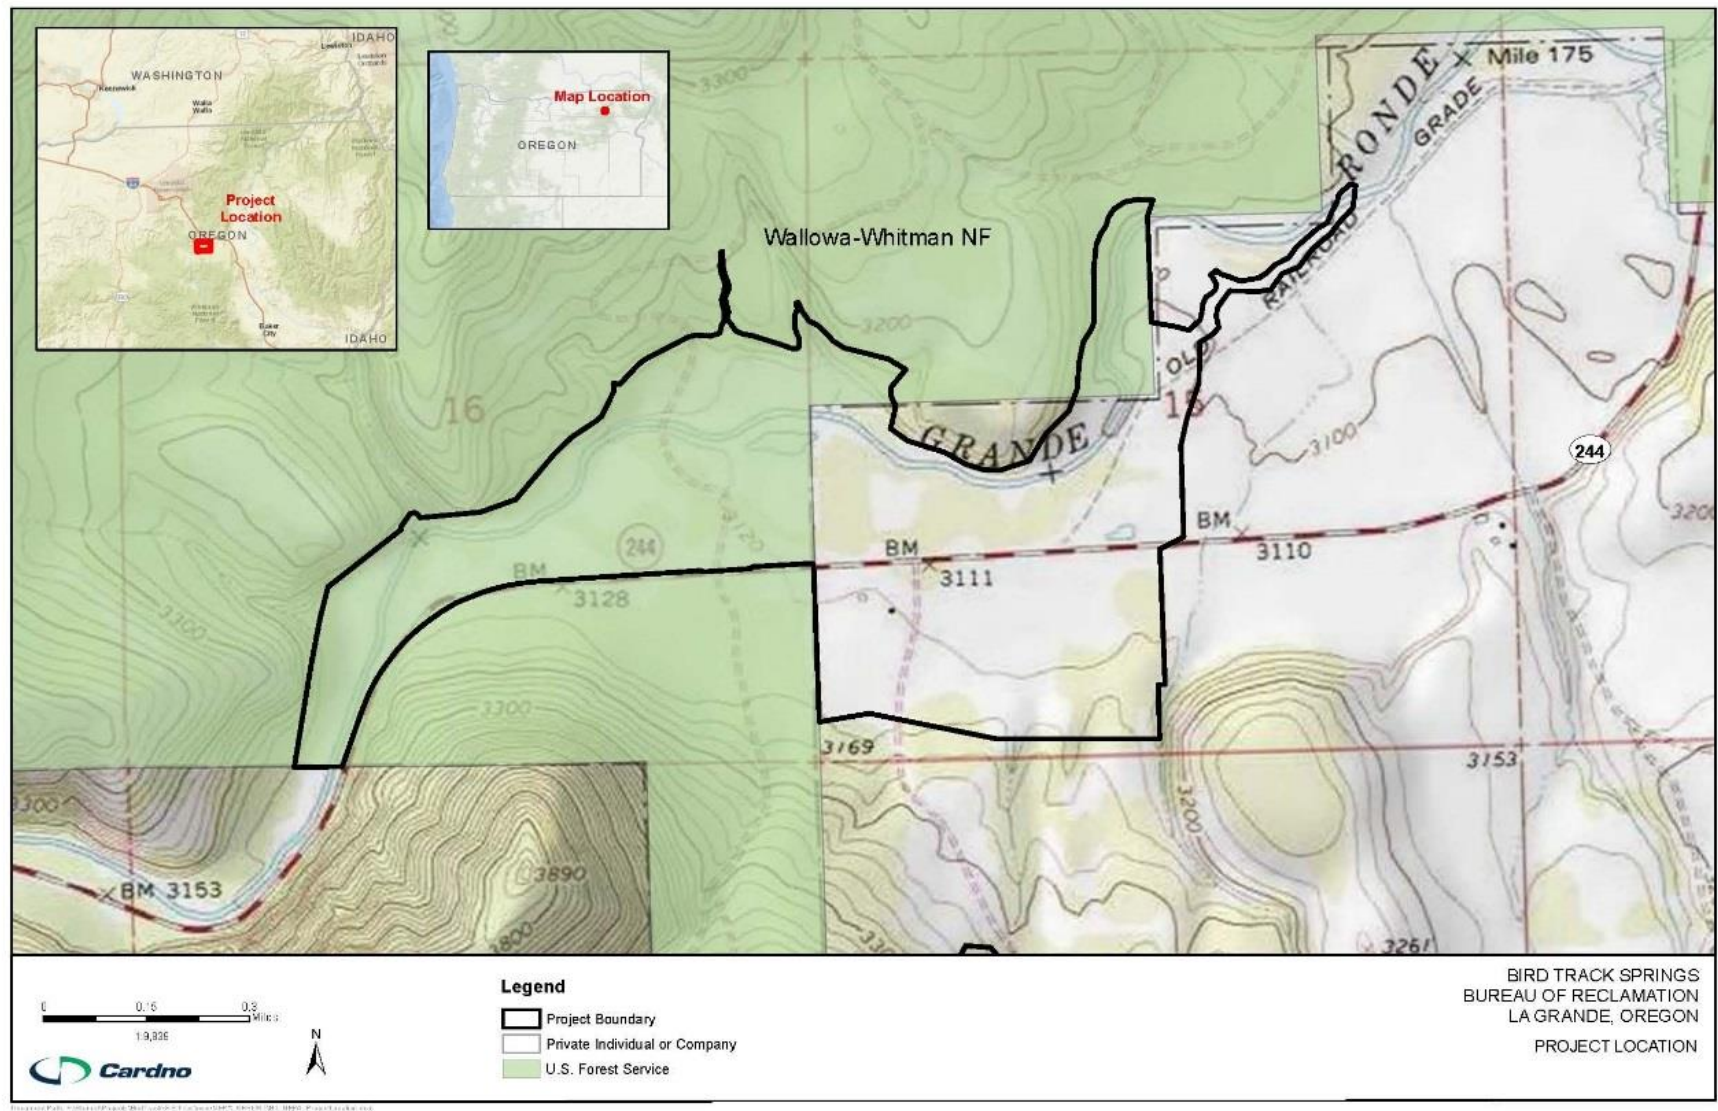 IDAHO
WASHINGTON
Kennewick
Walla
Walla
Project
Location
OREGON
Baker
City
IDAHO
Map Location
OREGON
Wallowa-Whitman NF
3300
Mile 175
RONDE
GRADE
RAILROAD
OLD
3200
16
15
GRANDE
3100
244
244
BM
3128
3120
BM
3111
BM
3110
3200
3300
3300
3169
3153
3200
3300
BM 3153
3890
3800
330
3261
0 0.15 0.3
Miles
N
Cardno
Legend
Project Boundary
Private Individual or Company
U.S. Forest Service
BIRD TRACK SPRINGS
BUREAU OF RECLAMATION
LA GRANDE, OREGON
PROJECT LOCATION